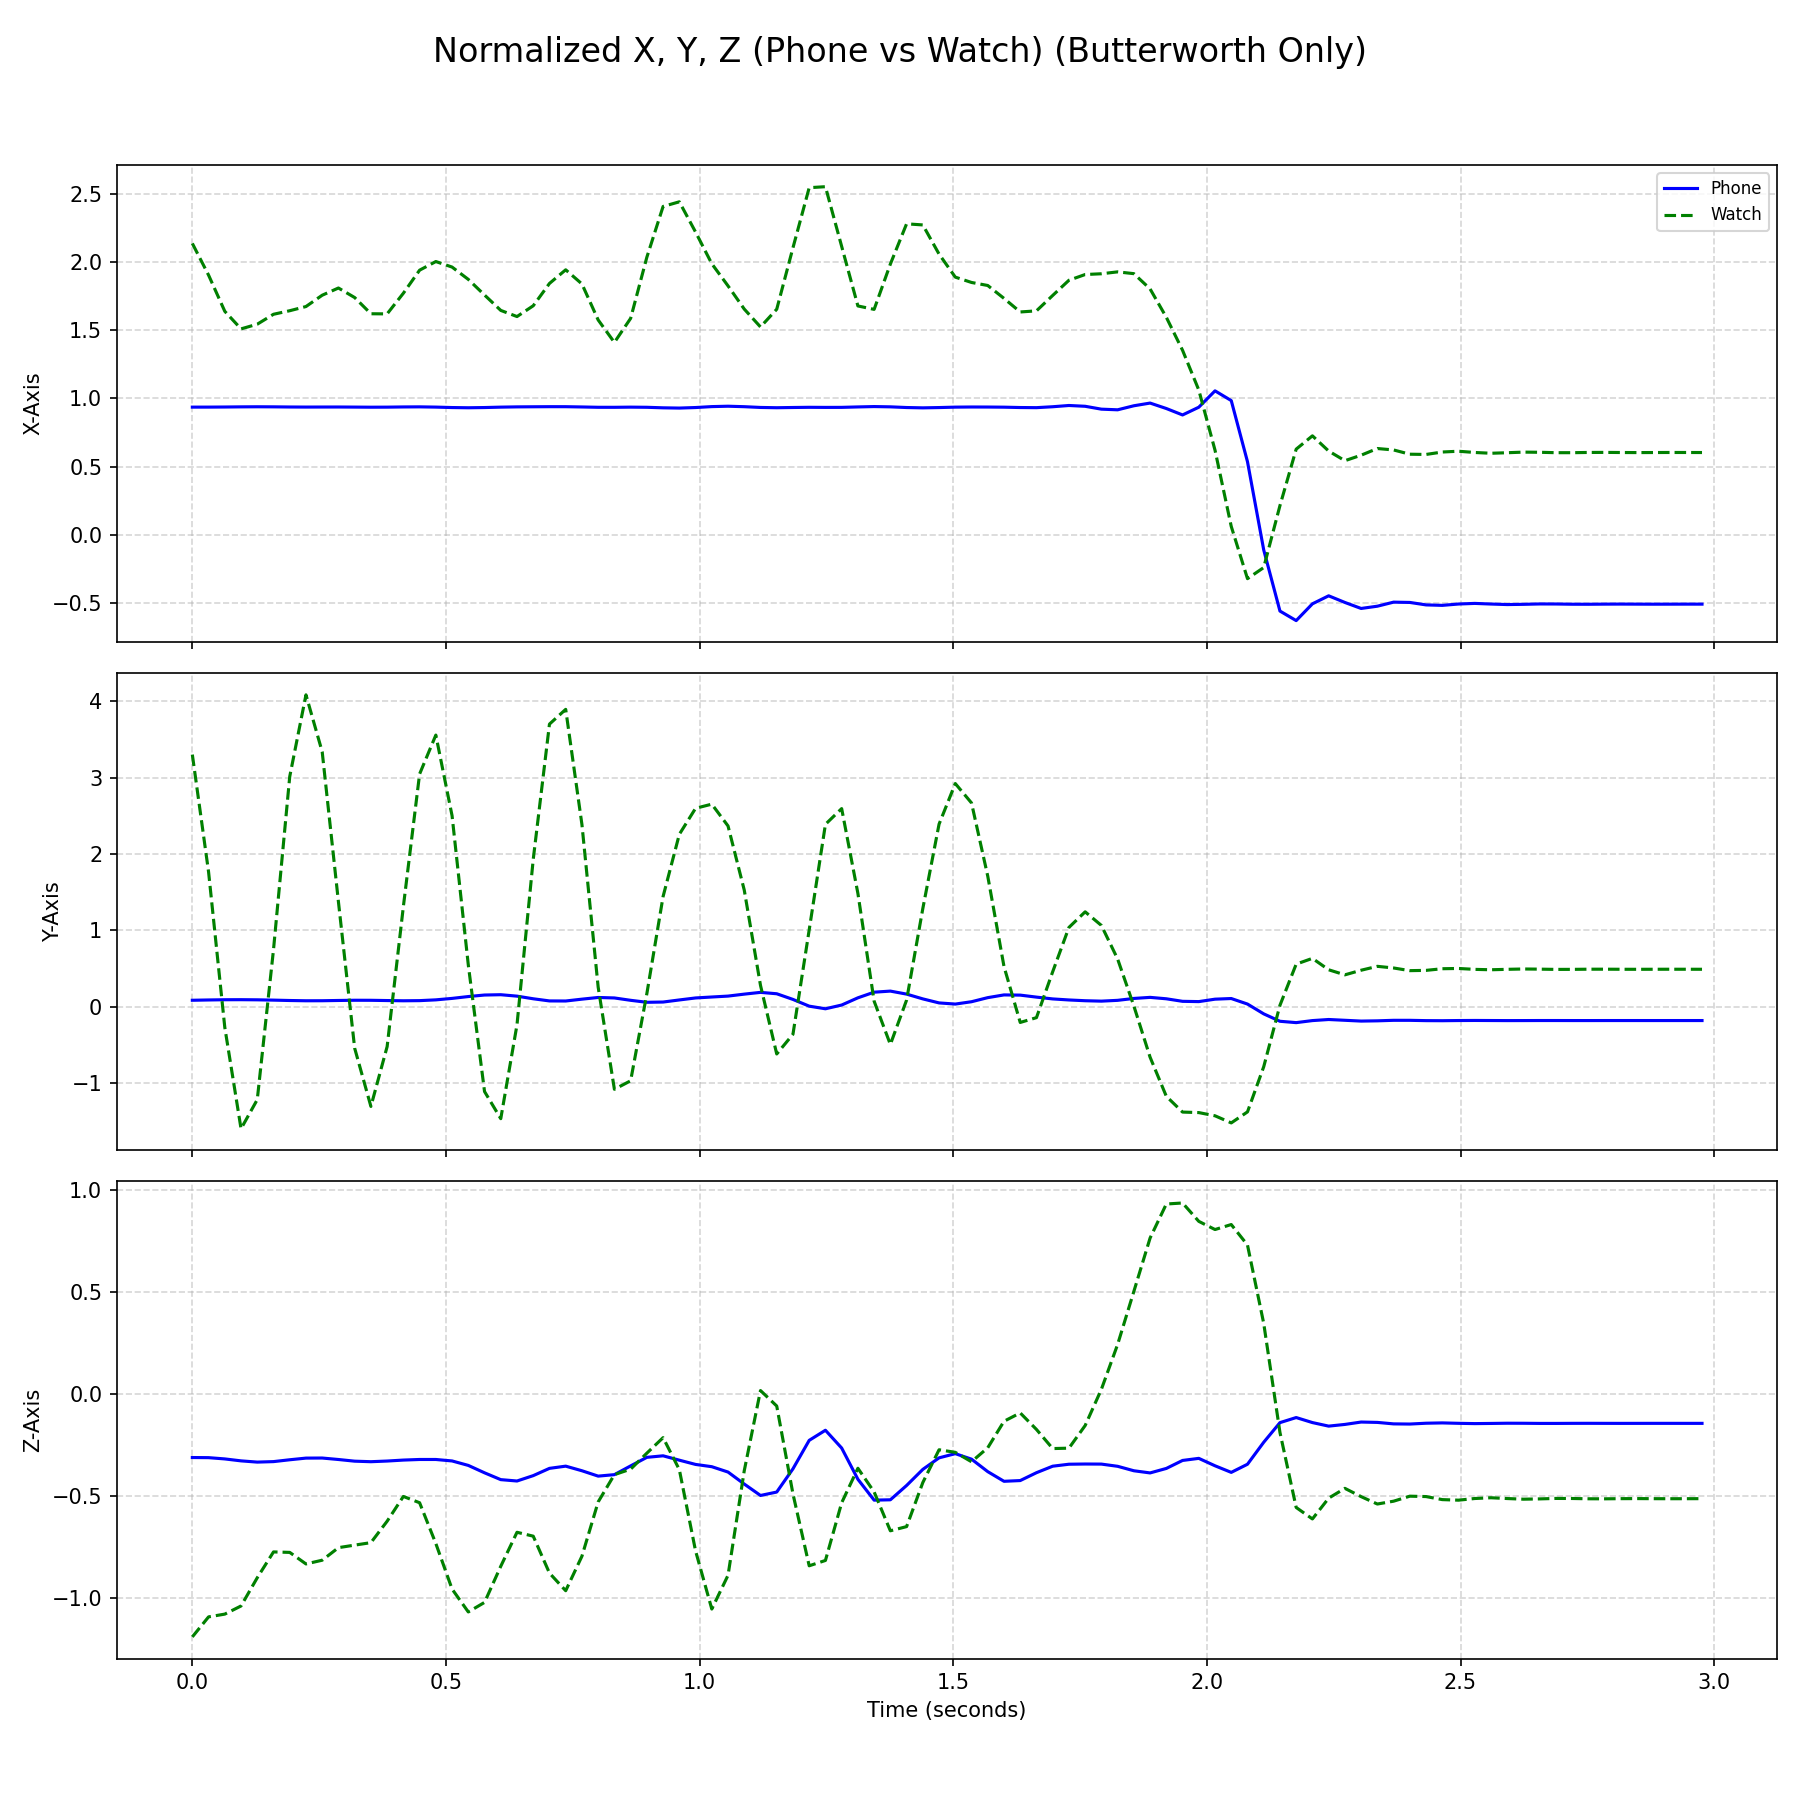 Normalized X, Y, Z (Phone vs Watch) (Butterworth Only)
Phone
Watch
X-Axis
2.5
2.0
1.5
1.0
0.5
0.0
−0.5
Y-Axis
4
3
2
1
0
−1
Z-Axis
1.0
0.5
0.0
−0.5
−1.0
0.0 0.5 1.0 1.5 2.0 2.5 3.0
Time (seconds)